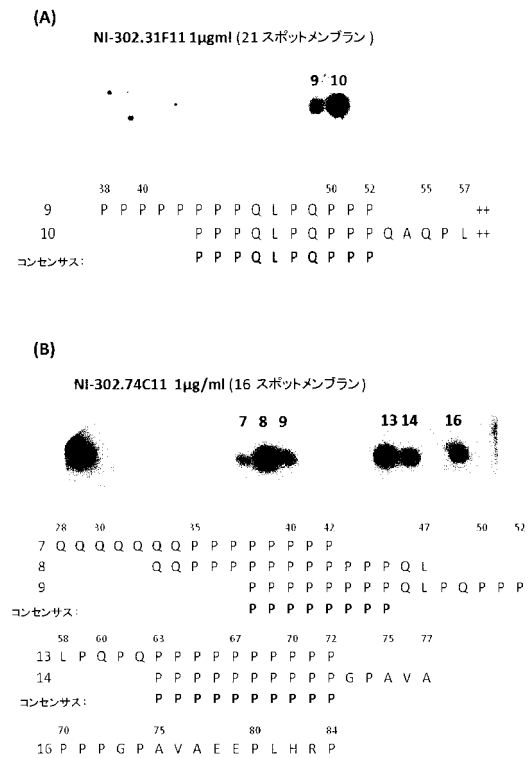 (A)
NI-302.31F11 1μgml (21 スポットメンブラン)
9 10
38 40 50 52 55 57
9 P P P P P P P P Q L P Q P P P ++
10 P P P Q L P Q P P P Q A Q P L ++
コンセンサス: P P P Q L P Q P P P
(B)
NI-302.74C11 1μg/ml (16 スポットメンブラン)
7 8 9 13 14 16
28 30 35 40 42 47 50 52
7 Q Q Q Q Q Q Q P P P P P P P P
8 Q Q P P P P P P P P P P P Q L
9 P P P P P P P P Q L P Q P P P
コンセンサス: P P P P P P P P
58 60 63 67 70 72 75 77
13 L P Q P Q P P P P P P P P P P
14 P P P P P P P P P P G P A V A
コンセンサス: P P P P P P P P P P
70 75 80 84
16 P P P G P A V A E E P L H R P